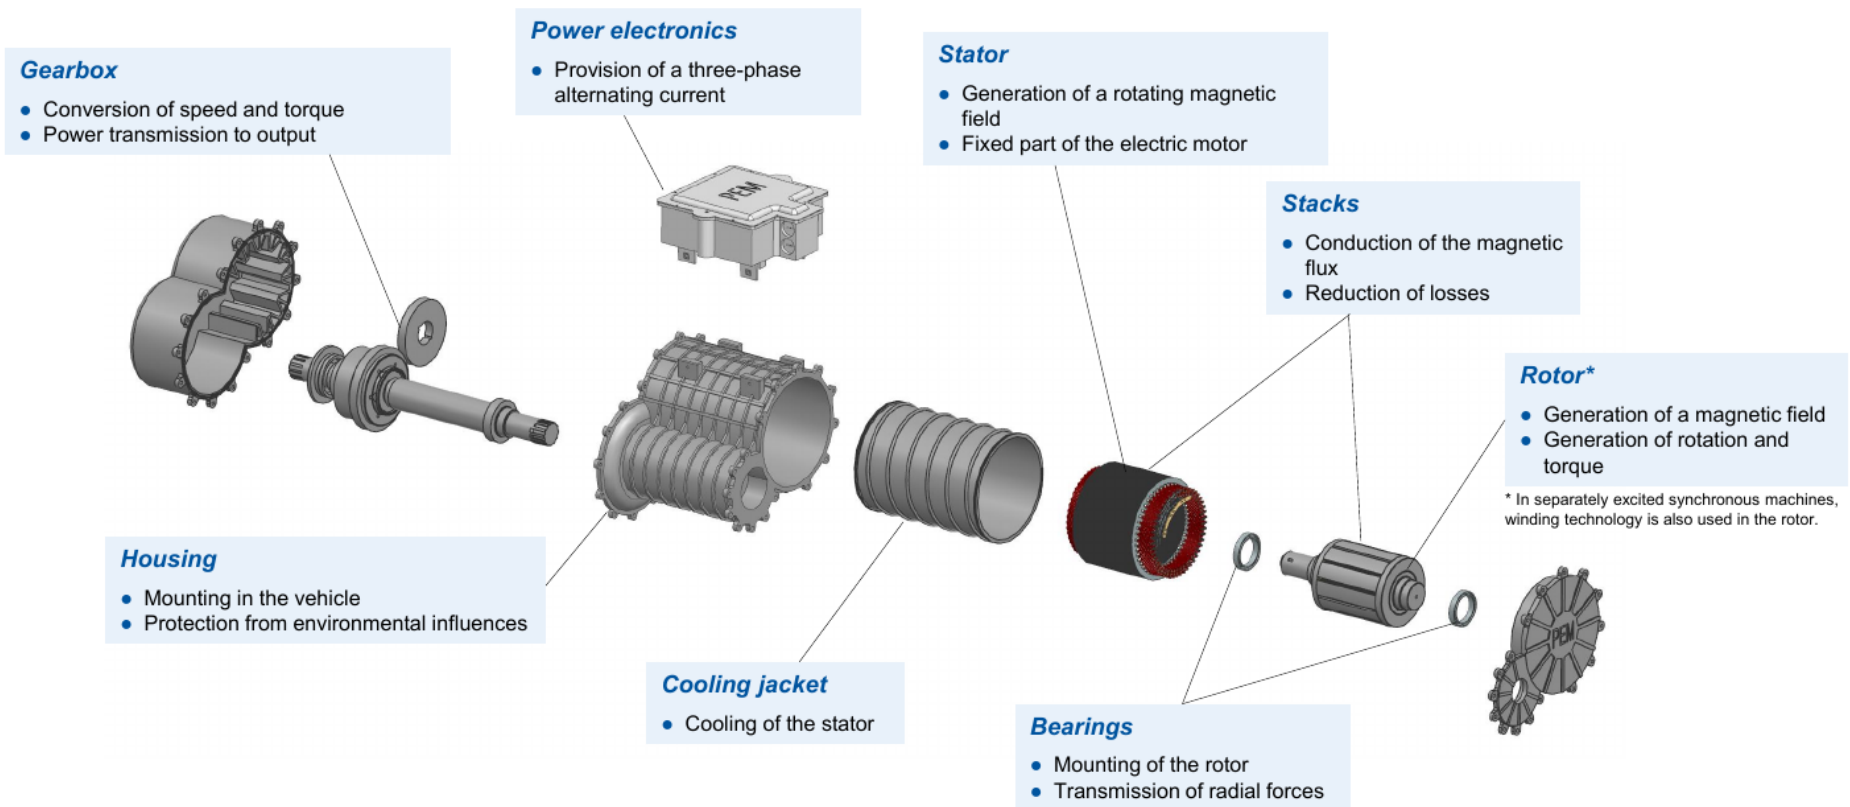 Gearbox
● Conversion of speed and torque
● Power transmission to output
Power electronics
● Provision of a three-phase
alternating current
Stator
● Generation of a rotating magnetic
field
● Fixed part of the electric motor
Stacks
● Conduction of the magnetic
flux
● Reduction of losses
Rotor*
● Generation of a magnetic field
● Generation of rotation and
torque
* In separately excited synchronous machines,
winding technology is also used in the rotor.
PEM
Housing
● Mounting in the vehicle
● Protection from environmental influences
Cooling jacket
● Cooling of the stator
Bearings
● Mounting of the rotor
● Transmission of radial forces
PEM